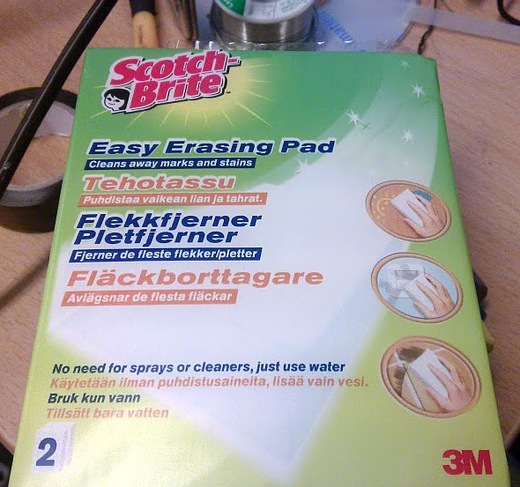 Scotch-
Brite™
Easy Erasing Pad
Cleans away marks and stains
Tehotassu
Puhdistaa vaikean lian ja tahrat.
Flekkfjerner
Pletfjerner
Fjerner de fleste flekker/pletter
Fläckborttagare
Avlägsnar de flesta fläckar
No need for sprays or cleaners, just use water
Käytetään ilman puhdistusaineita, lisää vain vesi.
Bruk kun vann
Tillsätt bara vatten
2
3M